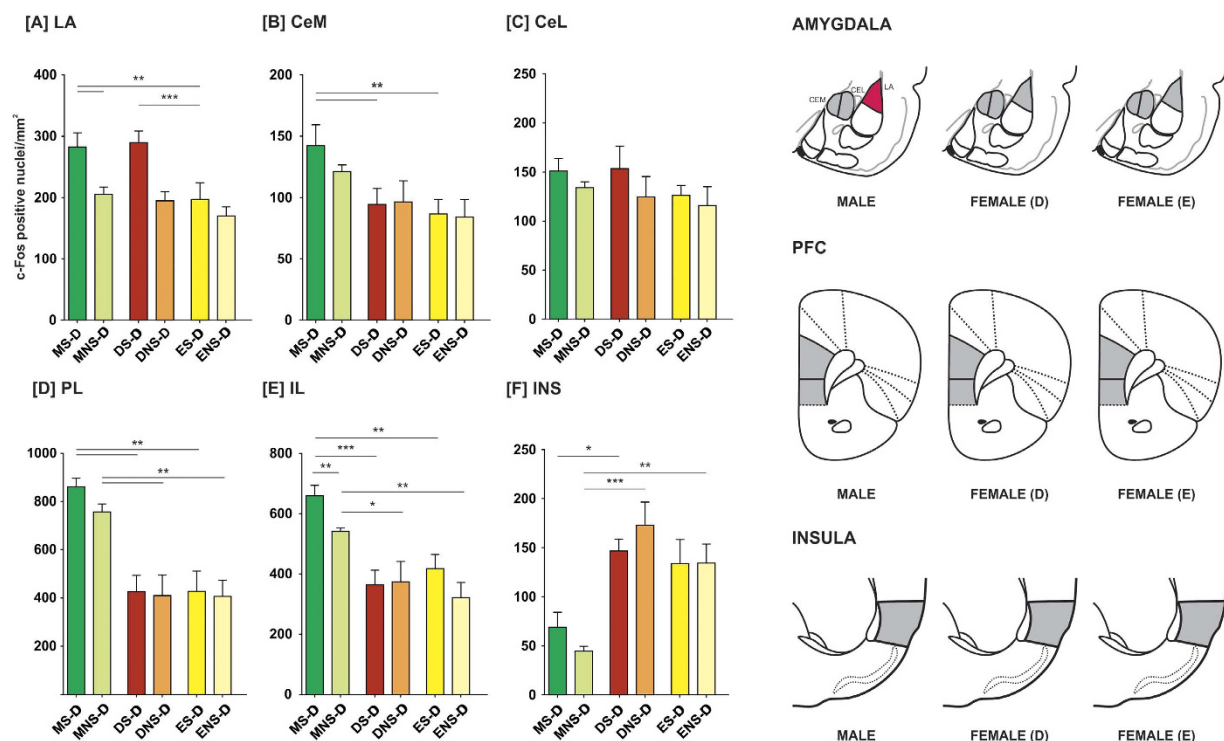 [A] LA
**
***
400
300
200
100
0
c-Fos positive nuclei/mm²
MS-D
MNS-D
DS-D
DNS-D
ES-D
ENS-D
[B] CeM
**
200
150
100
50
0
MS-D
MNS-D
DS-D
DNS-D
ES-D
ENS-D
[C] CeL
250
200
150
100
50
0
MS-D
MNS-D
DS-D
DNS-D
ES-D
ENS-D
[D] PL
**
**
1000
800
600
400
200
MS-D
MNS-D
DS-D
DNS-D
ES-D
ENS-D
[E] IL
**
***
**
**
*
800
600
400
200
0
MS-D
MNS-D
DS-D
DNS-D
ES-D
ENS-D
[F] INS
*
**
***
250
200
150
100
50
0
MS-D
MNS-D
DS-D
DNS-D
ES-D
ENS-D
AMYGDALA
CEM
CEL
LA
MALE
FEMALE (D)
FEMALE (E)
PFC
MALE
FEMALE (D)
FEMALE (E)
INSULA
MALE
FEMALE (D)
FEMALE (E)